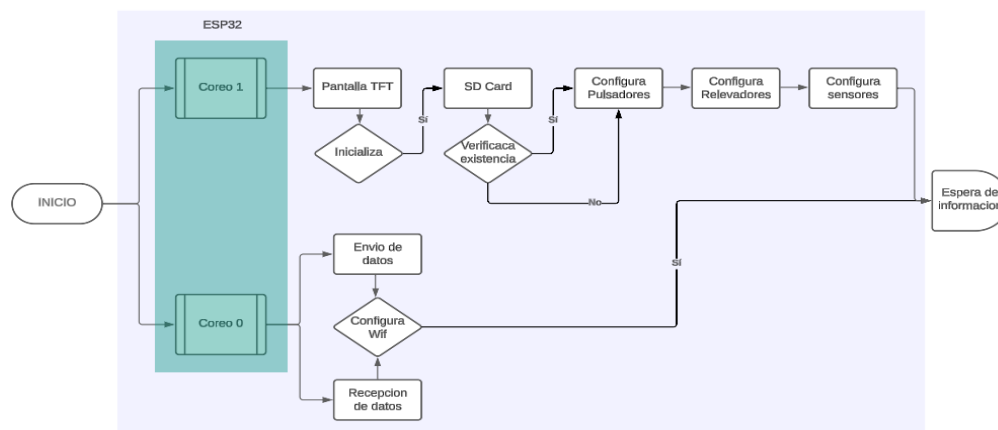 ESP32
INICIO
Coreo 1
Pantalla TFT
Inicializa
Sí
SD Card
Verificaca
existencia
Sí
No
Configura
Pulsadores
Configura
Relevadores
Configura
sensores
Coreo 0
Envio de
datos
Configura
Wif
Recepcion
de datos
Sí
Espera de
informacion